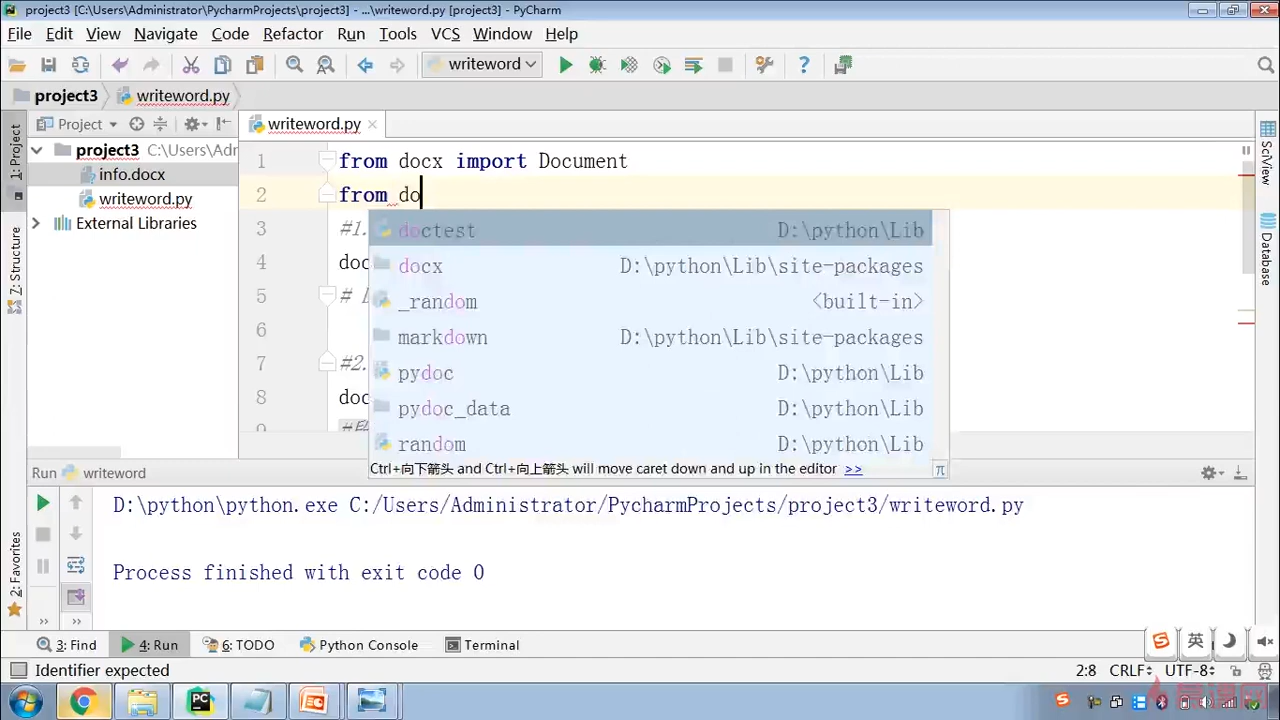 project3 [C:\Users\Administrator\PycharmProjects\project3] - ...\writeword.py [project3] - PyCharm
File Edit View Navigate Code Refactor Run Tools VCS Window Help
writeword
project3 writeword.py
Project
writeword.py
1: Project
project3 C:\Users\Adr
info.docx
writeword.py
External Libraries
Z: Structure
2: Favorites
SciView
Database
1 from docx import Document
2 from do
3 #1.
4 doc
5 #
6
7 #2.
8 doc
9
doctest D:\python\Lib
docx D:\python\Lib\site-packages
_random <built-in>
markdown D:\python\Lib\site-packages
pydoc D:\python\Lib
pydoc_data D:\python\Lib
random D:\python\Lib
Ctrl+向下箭头 and Ctrl+向上箭头 will move caret down and up in the editor >> π
Run writeword
D:\python\python.exe C:/Users/Administrator/PycharmProjects/project3/writeword.py
Process finished with exit code 0
3: Find 4: Run 6: TODO Python Console Terminal
英
Identifier expected 2:8 CRLF UTF-8